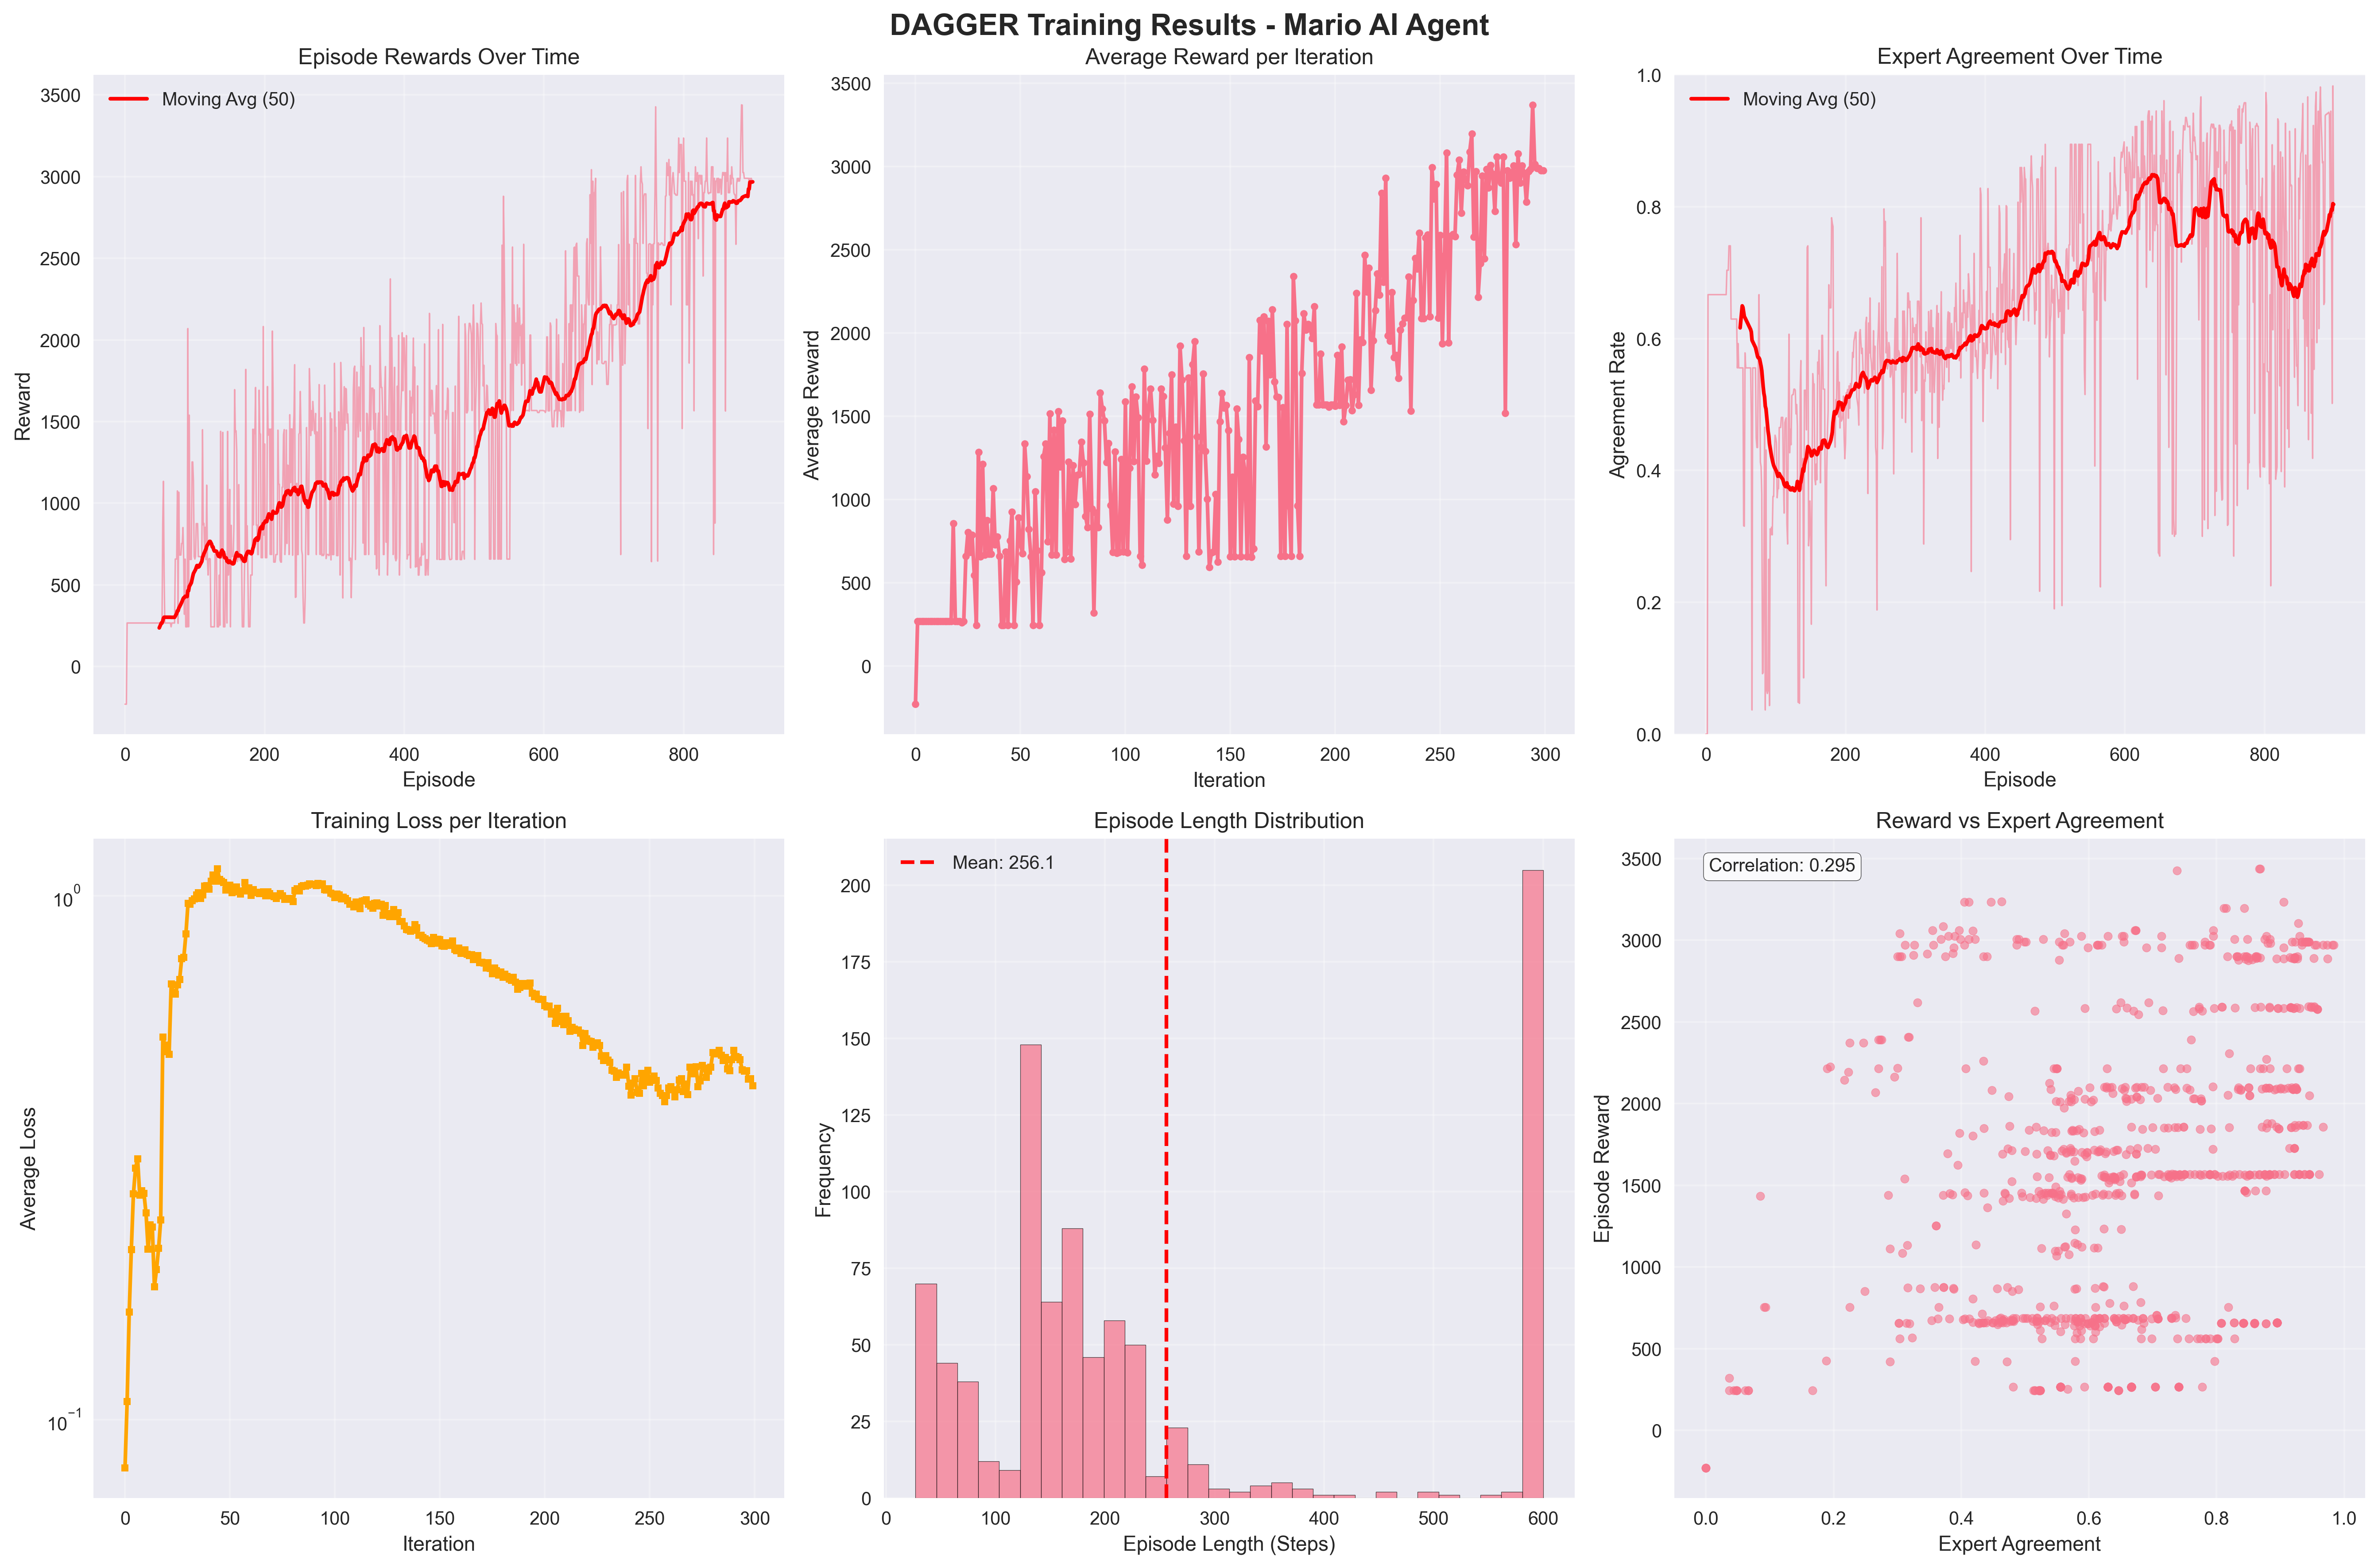 DAGGER Training Results - Mario AI Agent
Episode Rewards Over Time
Moving Avg (50)
3500
3000
2500
2000
1500
1000
500
0
Reward
0 200 400 600 800
Episode
Average Reward per Iteration
3500
3000
2500
2000
1500
1000
500
0
Average Reward
0 50 100 150 200 250 300
Iteration
Expert Agreement Over Time
Moving Avg (50)
1.0
0.8
0.6
0.4
0.2
0.0
Agreement Rate
0 200 400 600 800
Episode
Training Loss per Iteration
10⁰
10⁻¹
Average Loss
0 50 100 150 200 250 300
Iteration
Episode Length Distribution
Mean: 256.1
200
175
150
125
100
75
50
25
0
Frequency
0 100 200 300 400 500 600
Episode Length (Steps)
Reward vs Expert Agreement
Correlation: 0.295
3500
3000
2500
2000
1500
1000
500
0
Episode Reward
0.0 0.2 0.4 0.6 0.8 1.0
Expert Agreement